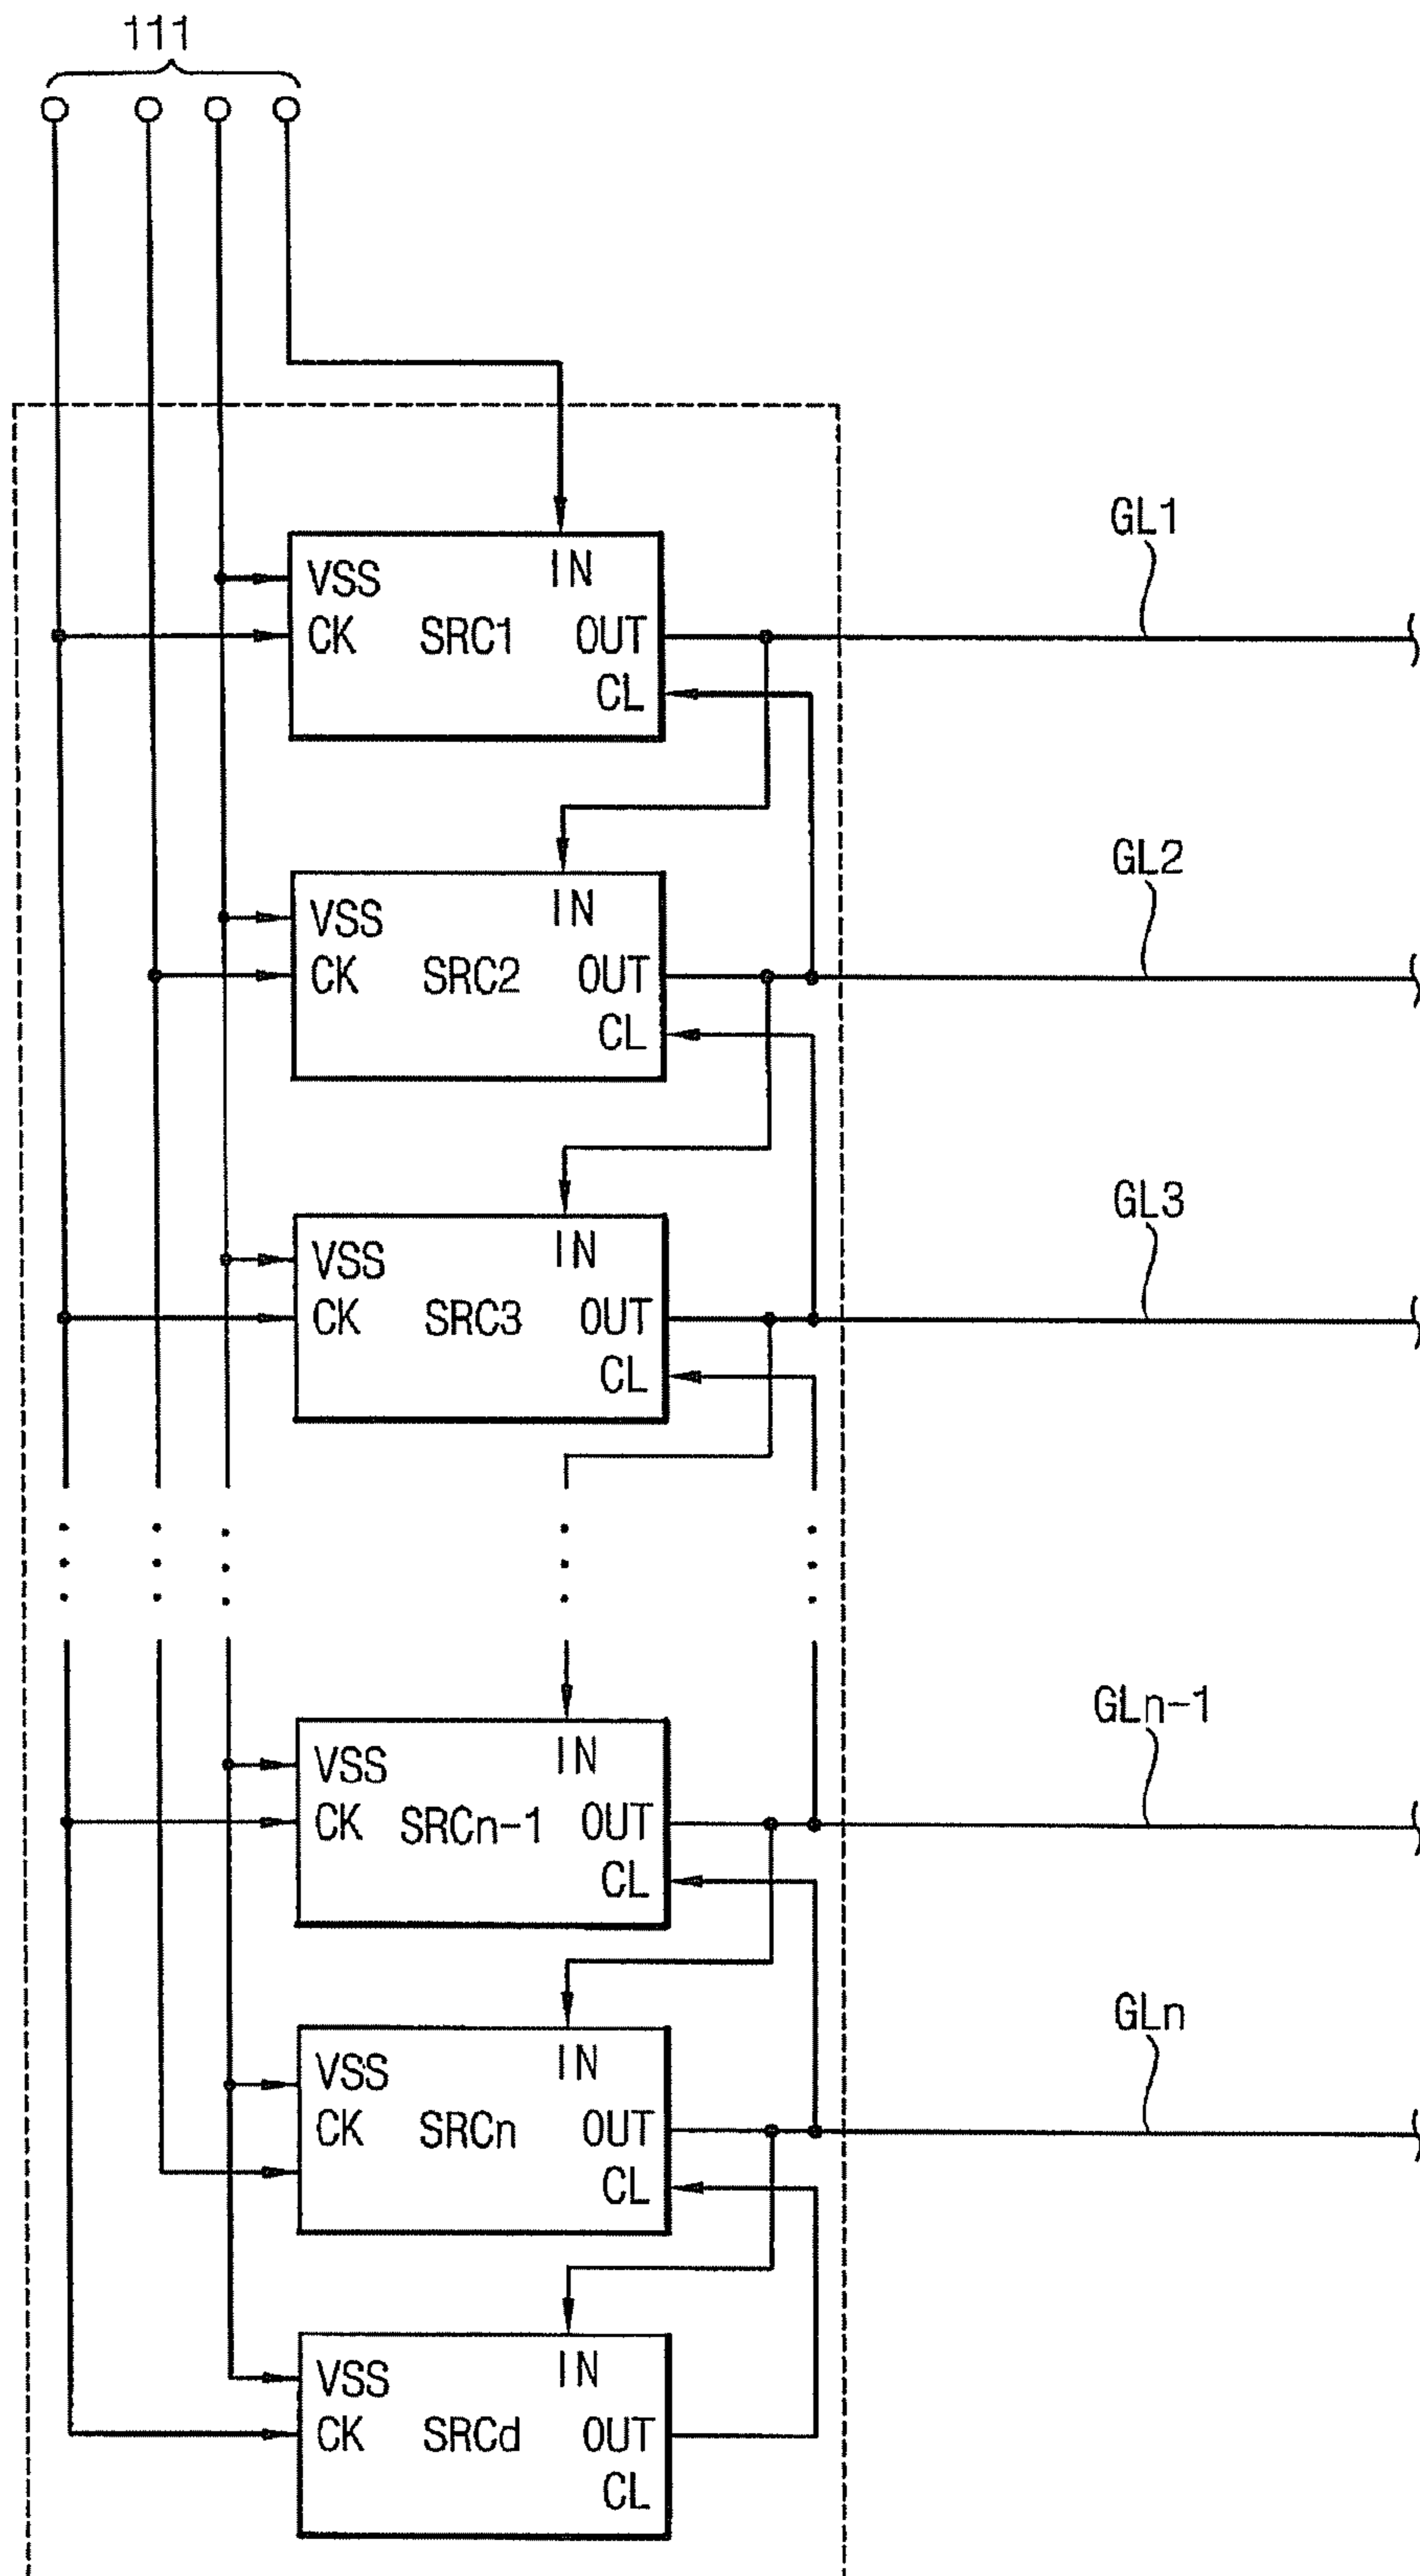 111
GL1
VSS IN
CK SRC1 OUT
CL
GL2
VSS IN
CK SRC2 OUT
CL
GL3
VSS IN
CK SRC3 OUT
CL
GLn-1
VSS IN
CK SRCn-1 OUT
CL
GLn
VSS IN
CK SRCn OUT
CL
VSS IN
CK SRCd OUT
CL